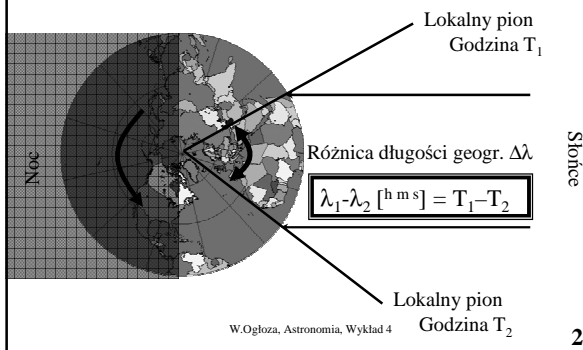 Lokalny pion
Godzina T₁
Noc
Różnica długości geogr. Δλ
λ₁-λ₂ [ʰ ᵐ ˢ] = T₁–T₂
Słońce
Lokalny pion
Godzina T₂
W.Ogłoza, Astronomia, Wykład 4
2